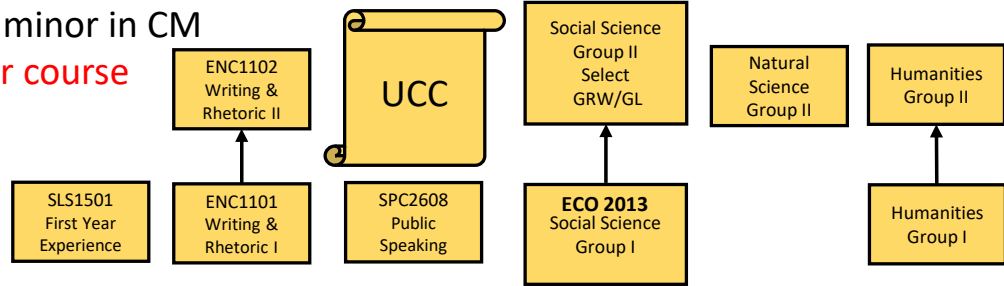 minor in CM
r course
ENC1102
Writing &
Rhetoric II
UCC
Social Science
Group II
Select
GRW/GL
Natural
Science
Group II
Humanities
Group II
SLS1501
First Year
Experience
ENC1101
Writing &
Rhetoric I
SPC2608
Public
Speaking
ECO 2013
Social Science
Group I
Humanities
Group I